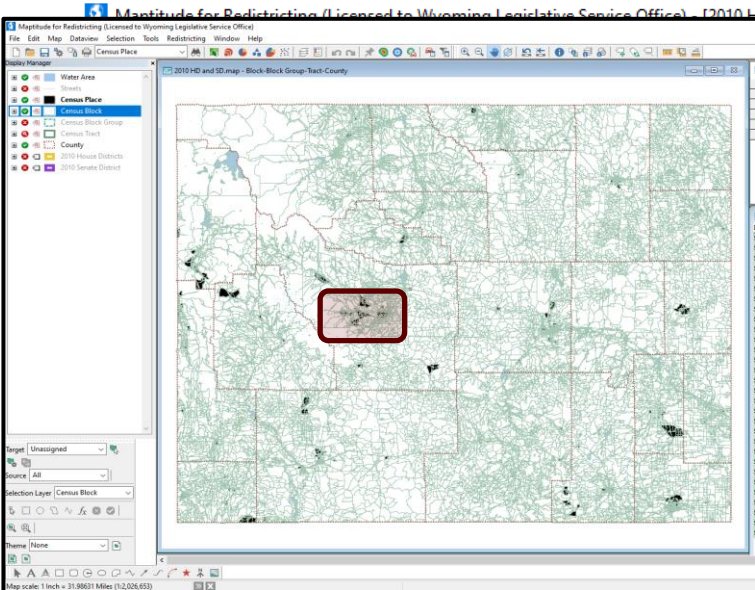 Maptitude for Redistricting (Licensed to Wyoming Legislative Service Office) - [2010 H
Maptitude for Redistricting (Licensed to Wyoming Legislative Service Office)
File Edit Map Dataview Selection Tools Redistricting Window Help
Census Place
Display Manager
2010 HD and SD.map - Block-Block Group-Tract-County
Water Area
Streets
Census Place
Census Block
Census Block Group
Census Tract
County
2010 House Districts
2010 Senate District
Target Unassigned
Source All
Selection Layer Census Block
Theme None
Map scale: 1 Inch = 31.98631 Miles (1:2,026,653)